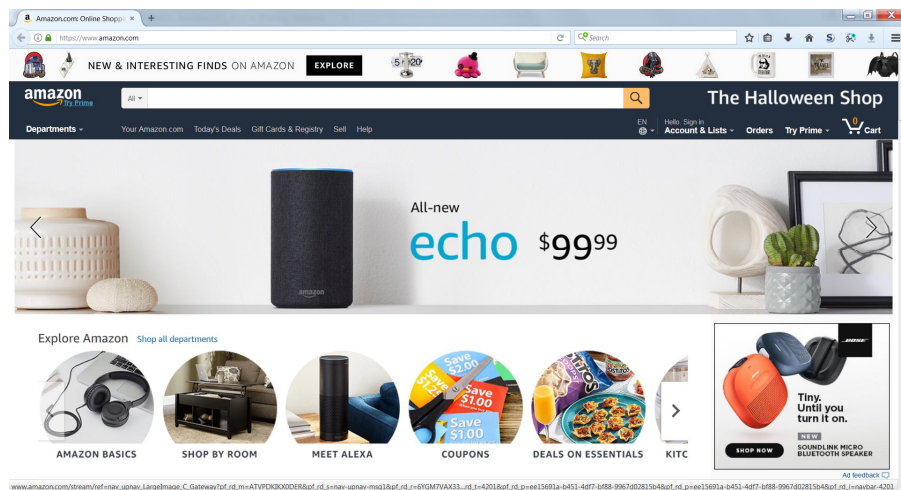 Amazon.com: Online Shoppi
https://www.amazon.com
Search
NEW & INTERESTING FINDS ON AMAZON EXPLORE
amazon
Try Prime
All
The Halloween Shop
Departments
Your Amazon.com Today's Deals Gift Cards & Registry Sell Help
EN
Hello. Sign in
Account & Lists
Orders
Try Prime
0
Cart
All-new
echo $99 99
amazon
Explore Amazon Shop all departments
Save
$2.00
Save
$1.00
Save
$1.00
BOSE
Tiny.
Until you
turn it on.
NEW
SOUNDLINK MICRO
BLUETOOTH SPEAKER
SHOP NOW
AMAZON BASICS
SHOP BY ROOM
MEET ALEXA
COUPONS
DEALS ON ESSENTIALS
KITC
Ad feedback